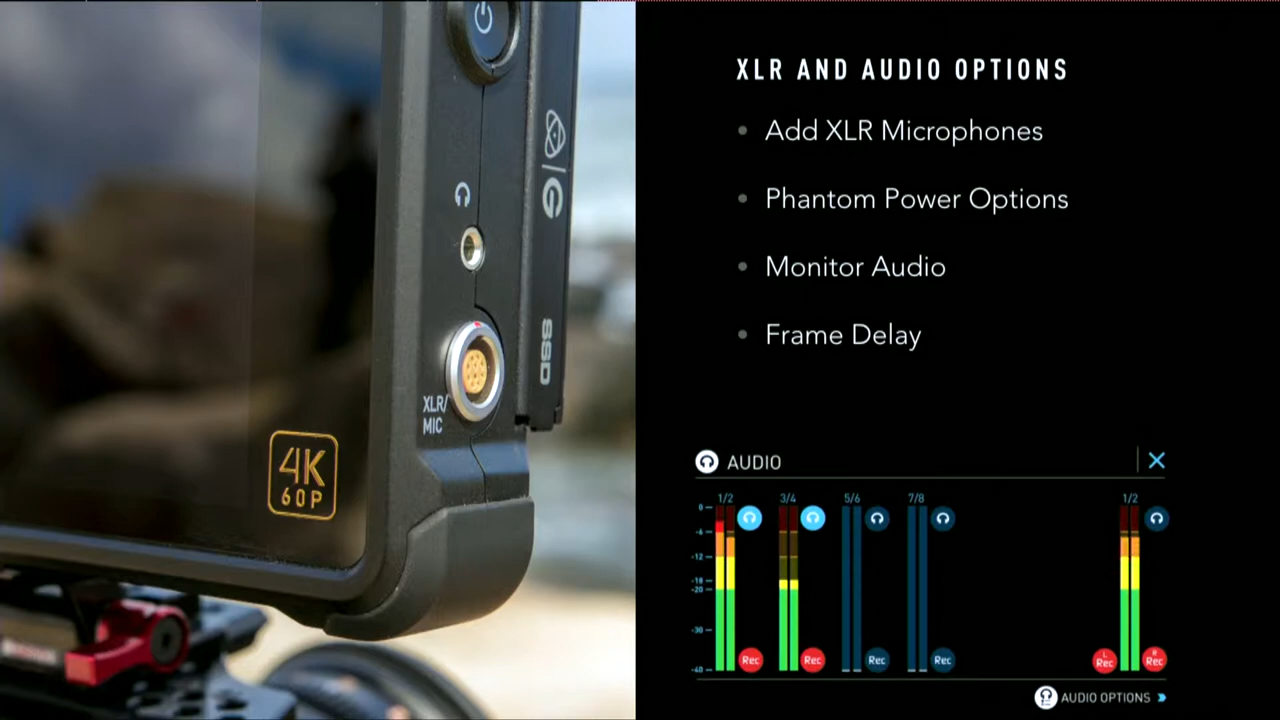 XLR AND AUDIO OPTIONS
Add XLR Microphones
Phantom Power Options
Monitor Audio
Frame Delay
SSD
XLR/
MIC
4K
60P
AUDIO
1/2 3/4 5/6 7/8 1/2
0
-6
-12
-18
-20
-30
-40
Rec Rec Rec Rec L Rec R Rec
AUDIO OPTIONS